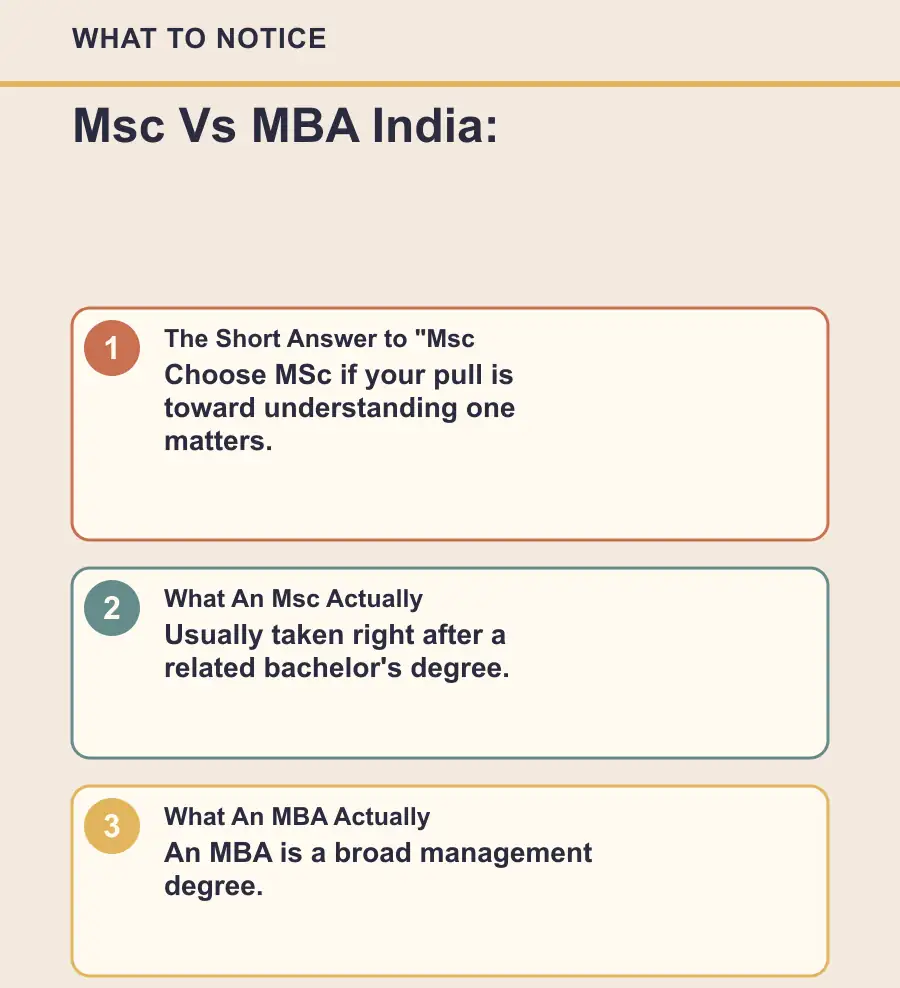 WHAT TO NOTICE
Msc Vs MBA India:
1
The Short Answer to "Msc
Choose MSc if your pull is
toward understanding one
matters.
2
What An Msc Actually
Usually taken right after a
related bachelor's degree.
3
What An MBA Actually
An MBA is a broad management
degree.